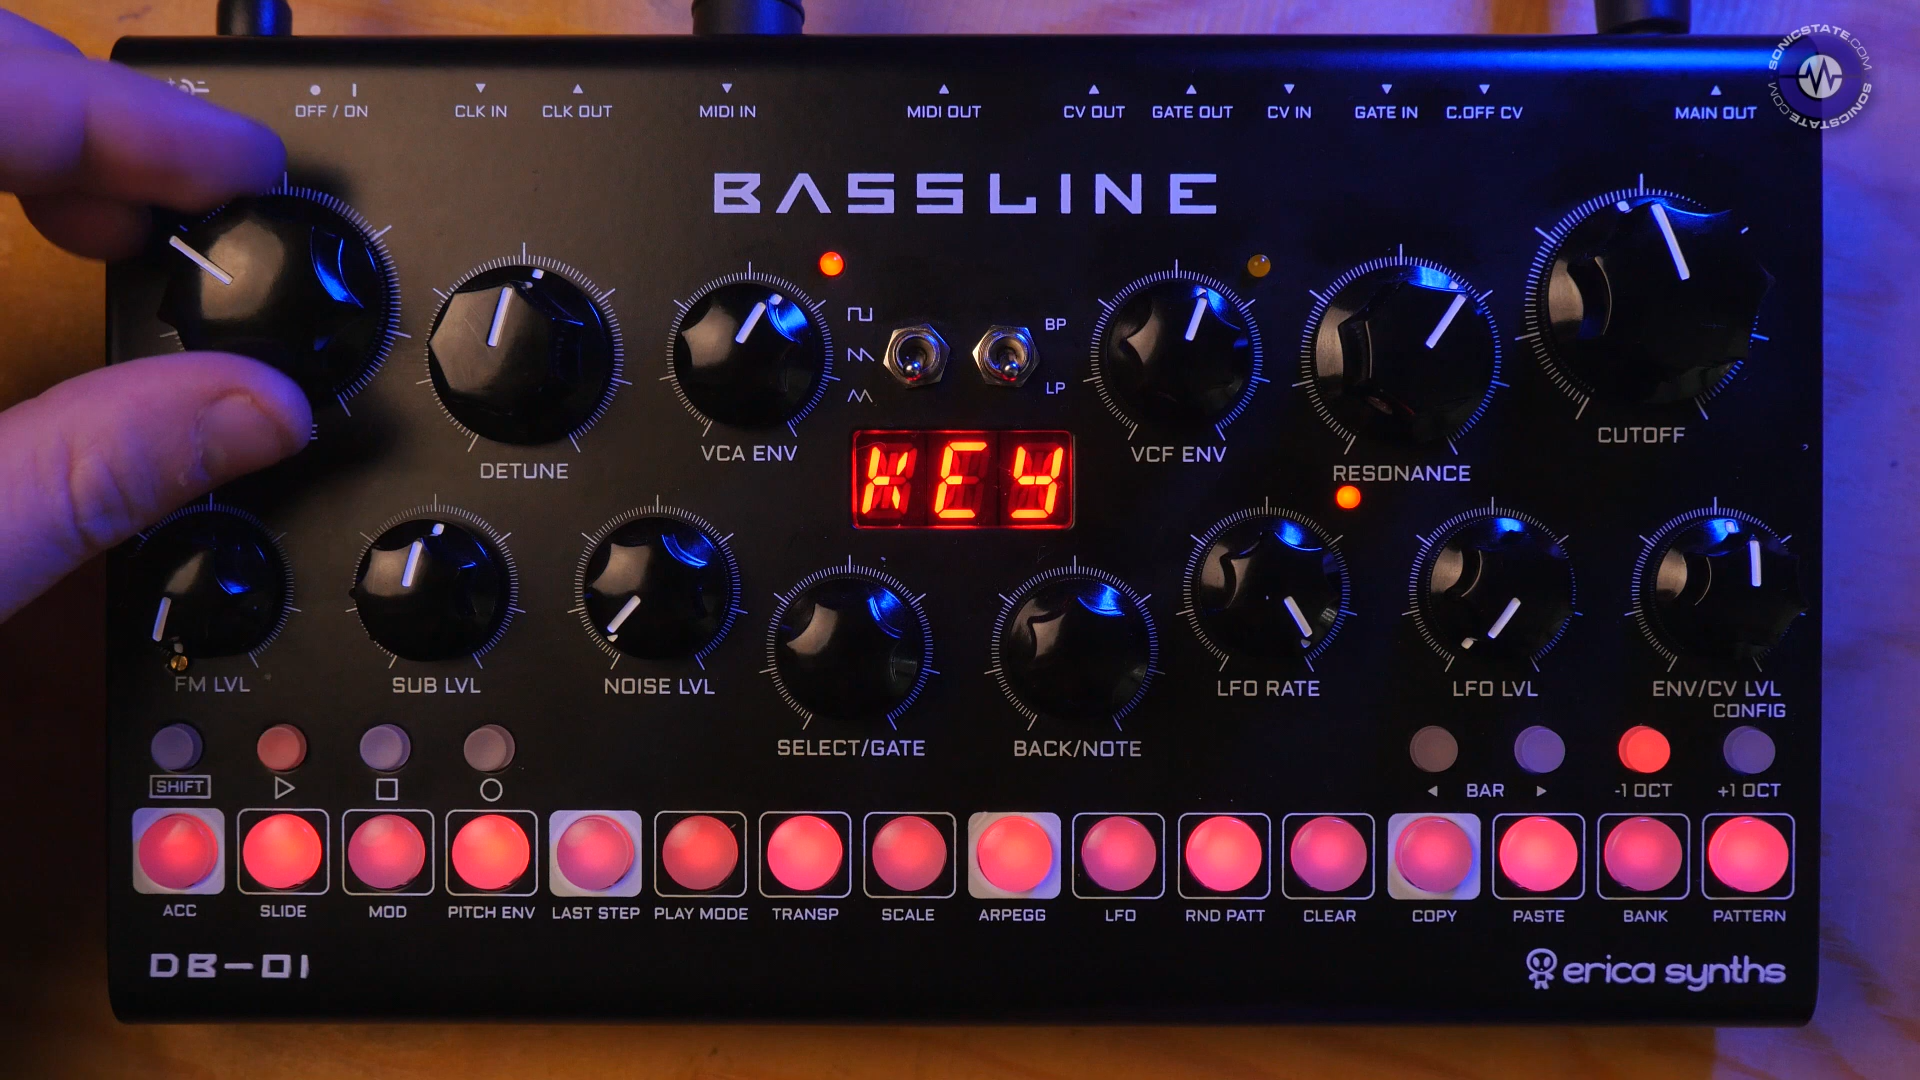 SONICSTATE.COM
SONICSTATE.COM
OFF / ON
CLK IN
CLK OUT
MIDI IN
MIDI OUT
CV OUT
GATE OUT
CV IN
GATE IN
C.OFF CV
MAIN OUT
BASSLINE
DETUNE
VCA ENV
BP
LP
VCF ENV
RESONANCE
CUTOFF
KEY
FM LVL
SUB LVL
NOISE LVL
SELECT/GATE
BACK/NOTE
LFO RATE
LFO LVL
ENV/CV LVL
CONFIG
SHIFT
BAR
-1 OCT
+1 OCT
ACC
SLIDE
MOD
PITCH ENV
LAST STEP
PLAY MODE
TRANSP
SCALE
ARPEGG
LFO
RND PATT
CLEAR
COPY
PASTE
BANK
PATTERN
DB-01
erica synths